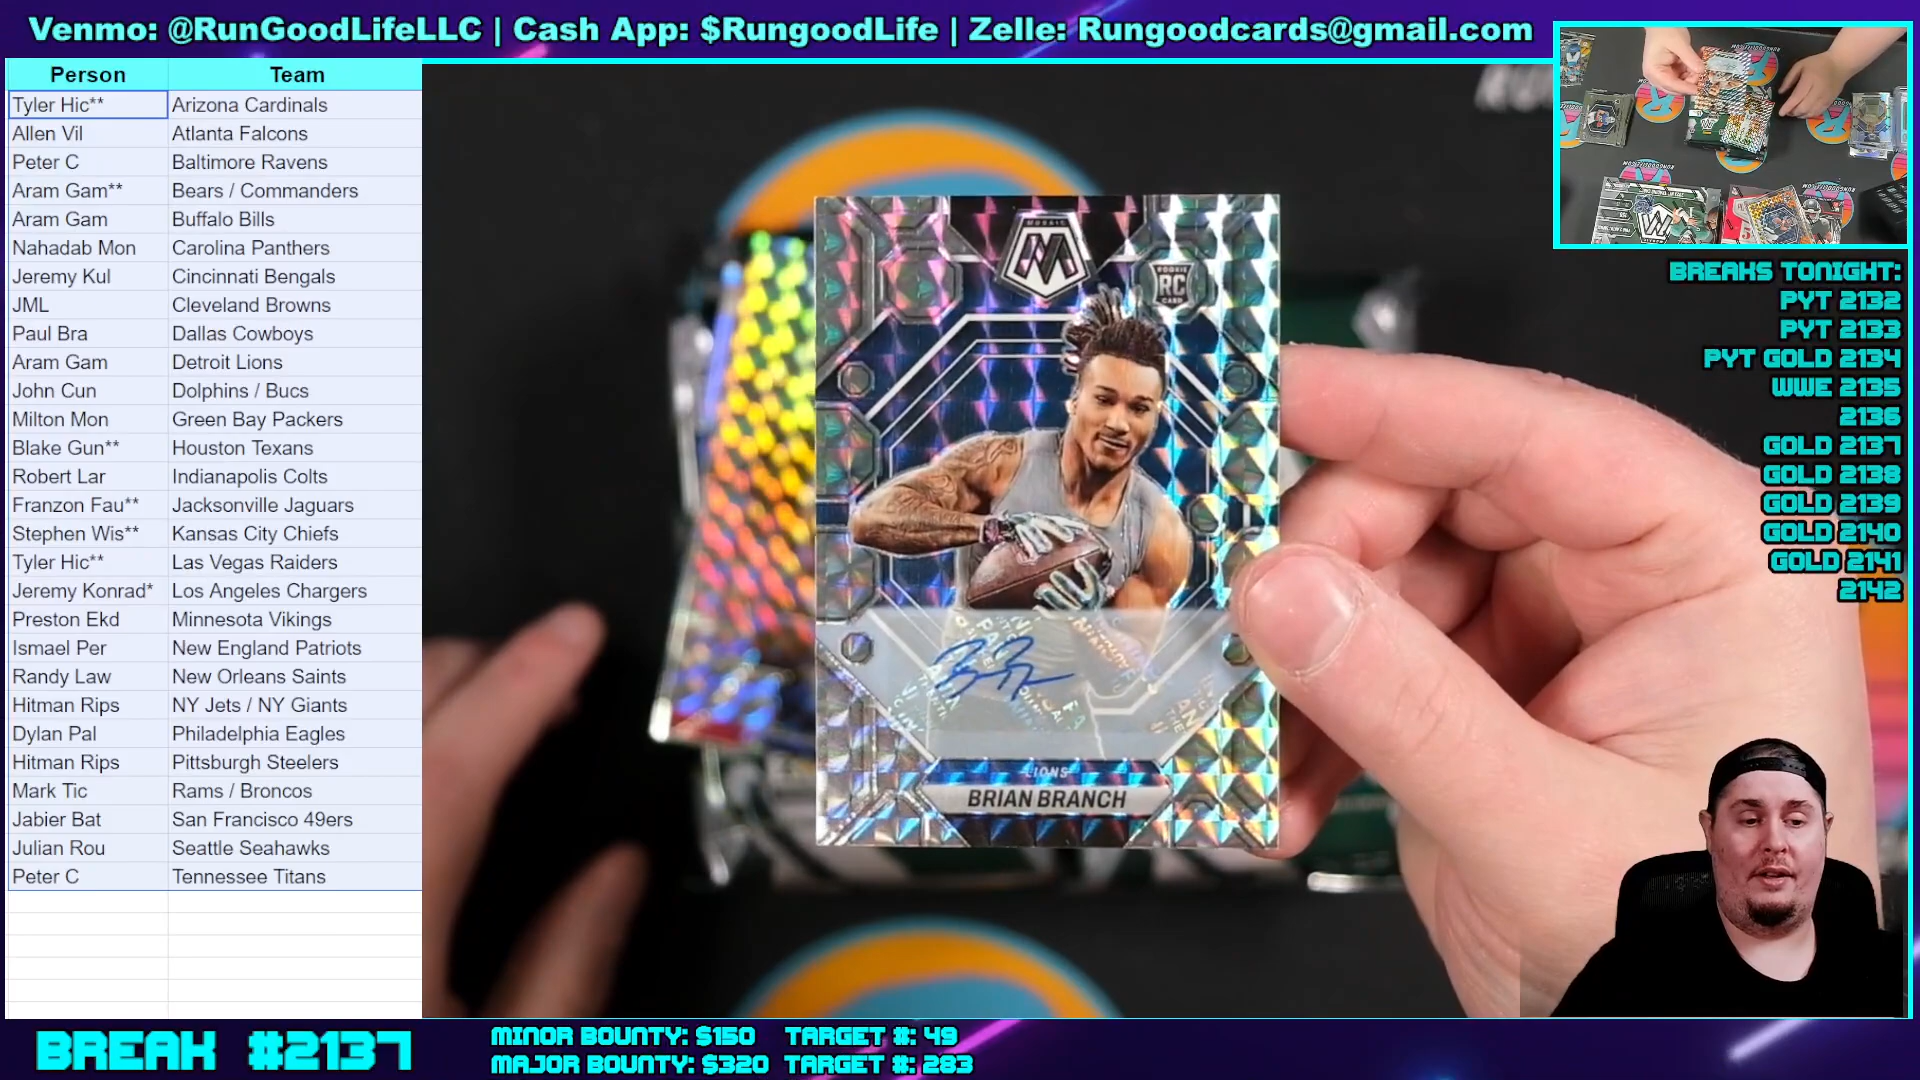 Venmo: @RunGoodLifeLLC | Cash App: $RungoodLife | Zelle: Rungoodcards@gmail.com
Person Team
Tyler Hic** Arizona Cardinals
Allen Vil Atlanta Falcons
Peter C Baltimore Ravens
Aram Gam** Bears / Commanders
Aram Gam Buffalo Bills
Nahadab Mon Carolina Panthers
Jeremy Kul Cincinnati Bengals
JML Cleveland Browns
Paul Bra Dallas Cowboys
Aram Gam Detroit Lions
John Cun Dolphins / Bucs
Milton Mon Green Bay Packers
Blake Gun** Houston Texans
Robert Lar Indianapolis Colts
Franzon Fau** Jacksonville Jaguars
Stephen Wis** Kansas City Chiefs
Tyler Hic** Las Vegas Raiders
Jeremy Konrad* Los Angeles Chargers
Preston Ekd Minnesota Vikings
Ismael Per New England Patriots
Randy Law New Orleans Saints
Hitman Rips NY Jets / NY Giants
Dylan Pal Philadelphia Eagles
Hitman Rips Pittsburgh Steelers
Mark Tic Rams / Broncos
Jabier Bat San Francisco 49ers
Julian Rou Seattle Seahawks
Peter C Tennessee Titans
MOSAIC
ROOKIE
RC
CARD
LIONS
BRIAN BRANCH
BREAKS TONIGHT:
PYT 2132
PYT 2133
PYT GOLD 2134
WWE 2135
2136
GOLD 2137
GOLD 2138
GOLD 2139
GOLD 2140
GOLD 2141
2142
BREAK #2137
MINOR BOUNTY: $150 TARGET #: 49
MAJOR BOUNTY: $320 TARGET #: 283